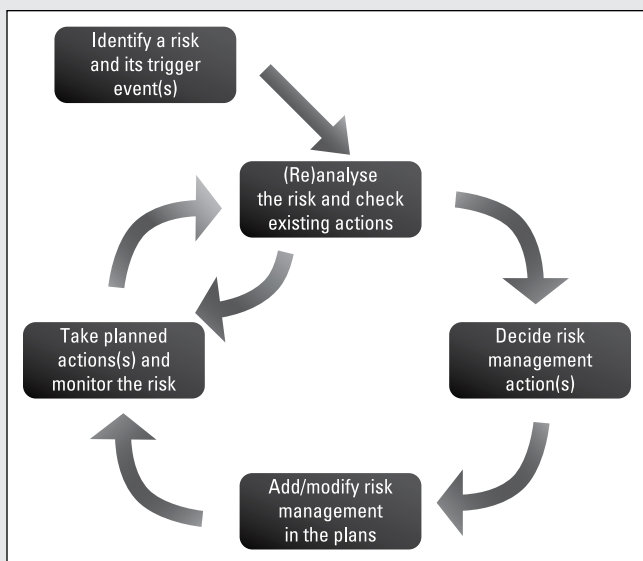 Identify a risk
and its trigger
event(s)
(Re)analyse
the risk and check
existing actions
Take planned
actions(s) and
monitor the risk
Decide risk
management
action(s)
Add/modify risk
management
in the plans